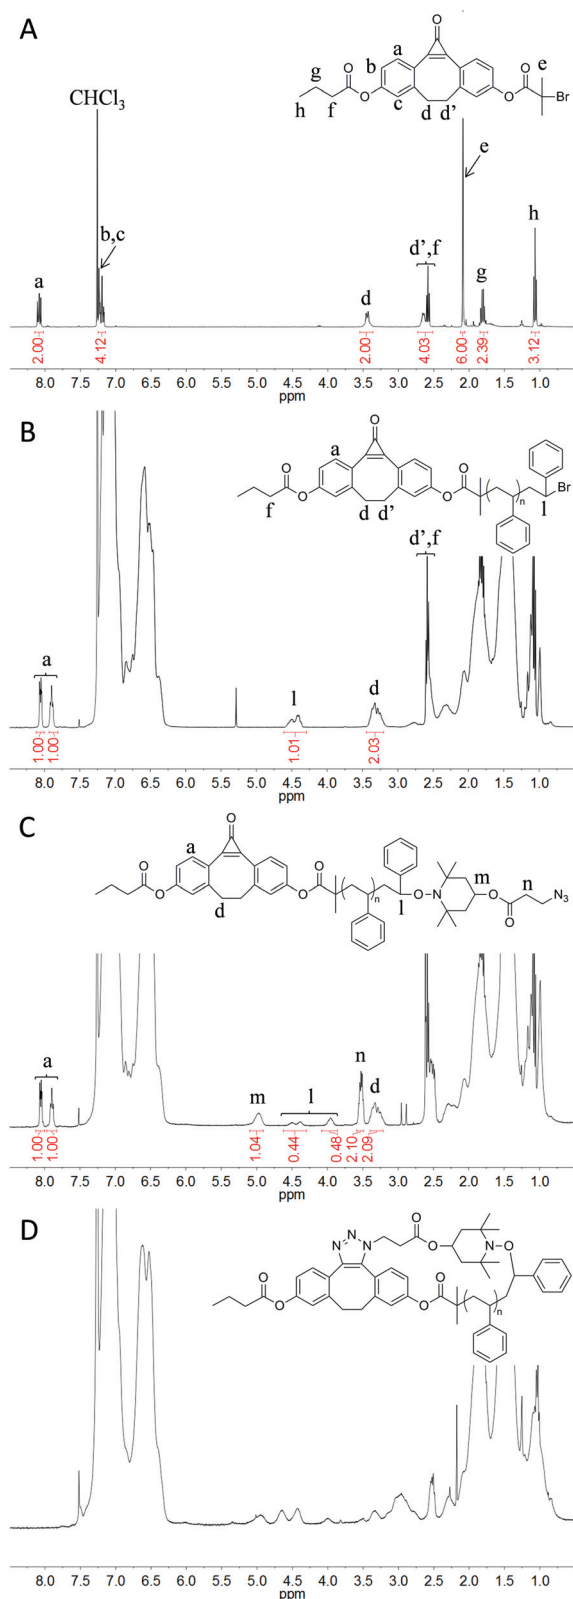 A
O
a
b
e
O
g
O
CHCl3
h
f
O
c
d
d'
O
Br
e
b,c
d',f
h
a
d
g
2.00
4.12
2.00
4.03
6.00
2.39
3.12
8.0 7.5 7.0 6.5 6.0 5.5 5.0 4.5 4.0 3.5 3.0 2.5 2.0 1.5 1.0
ppm
B
O
a
O
O
f
O
d
d'
O
n
l
Br
d',f
a
l
d
1.00
1.00
1.01
2.03
8.0 7.5 7.0 6.5 6.0 5.5 5.0 4.5 4.0 3.5 3.0 2.5 2.0 1.5 1.0
ppm
C
O
a
O
O
m
n
O
d
O
n
l
O
N
O
O
N3
a
m
l
n
d
1.00
1.00
1.04
0.44
0.48
2.10
2.09
8.0 7.5 7.0 6.5 6.0 5.5 5.0 4.5 4.0 3.5 3.0 2.5 2.0 1.5 1.0
ppm
D
O
N
N
N
O
N
O
O
O
O
O
n
8.0 7.5 7.0 6.5 6.0 5.5 5.0 4.5 4.0 3.5 3.0 2.5 2.0 1.5 1.0
ppm